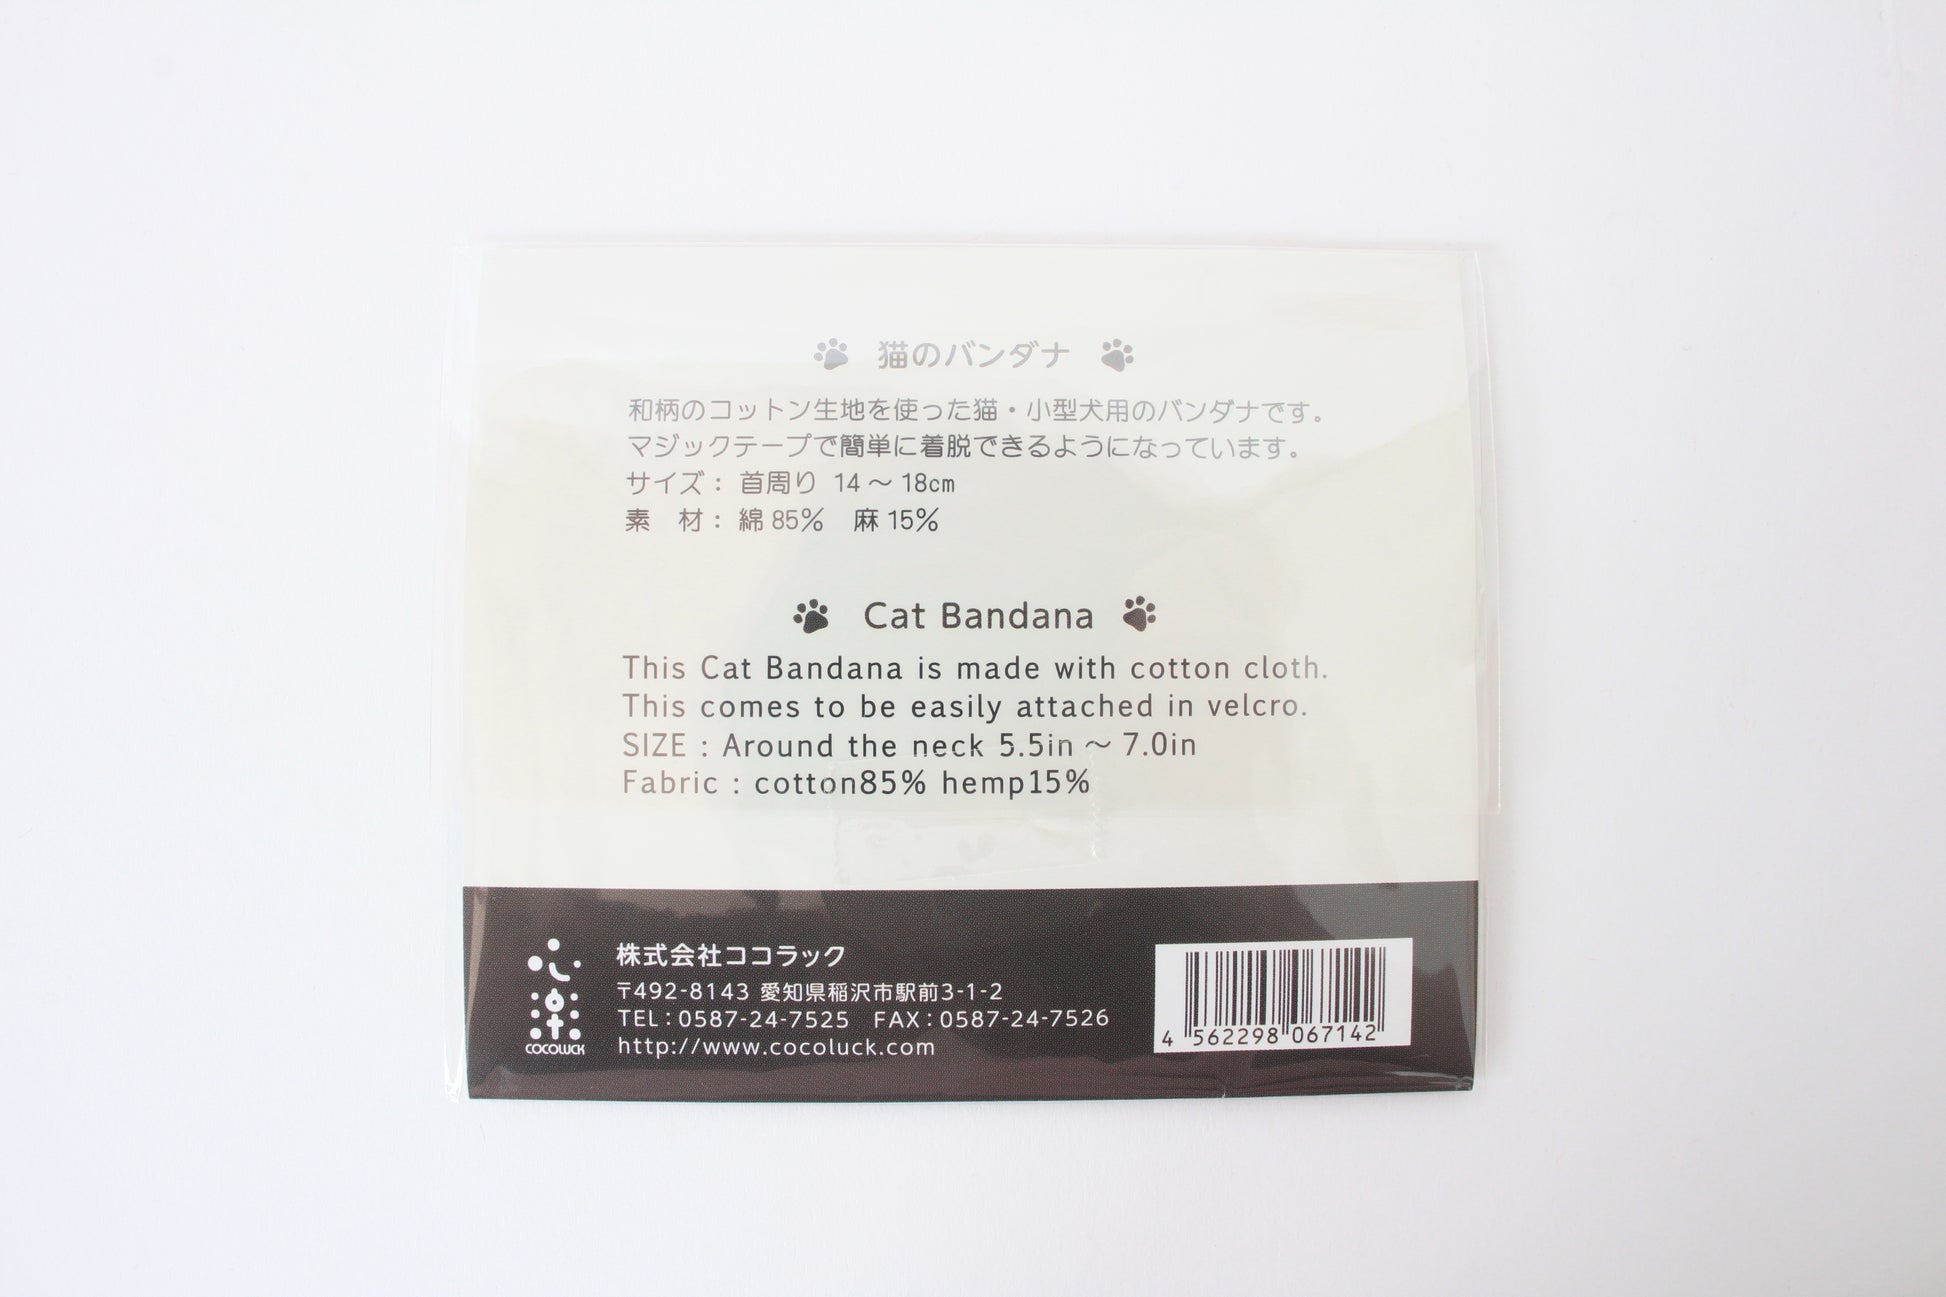 猫のバンダナ
和柄のコットン生地を使った猫・小型犬用のバンダナです。
マジックテープで簡単に着脱できるようになっています。
サイズ： 首周り 14 〜 18cm
素　材： 綿 85%　麻 15%
Cat Bandana
This Cat Bandana is made with cotton cloth.
This comes to be easily attached in velcro.
SIZE : Around the neck 5.5in 〜 7.0in
Fabric : cotton85% hemp15%
COCOLUCK
株式会社ココラック
〒492-8143 愛知県稲沢市駅前3-1-2
TEL：0587-24-7525　FAX：0587-24-7526
http://www.cocoluck.com
4 562298 067142